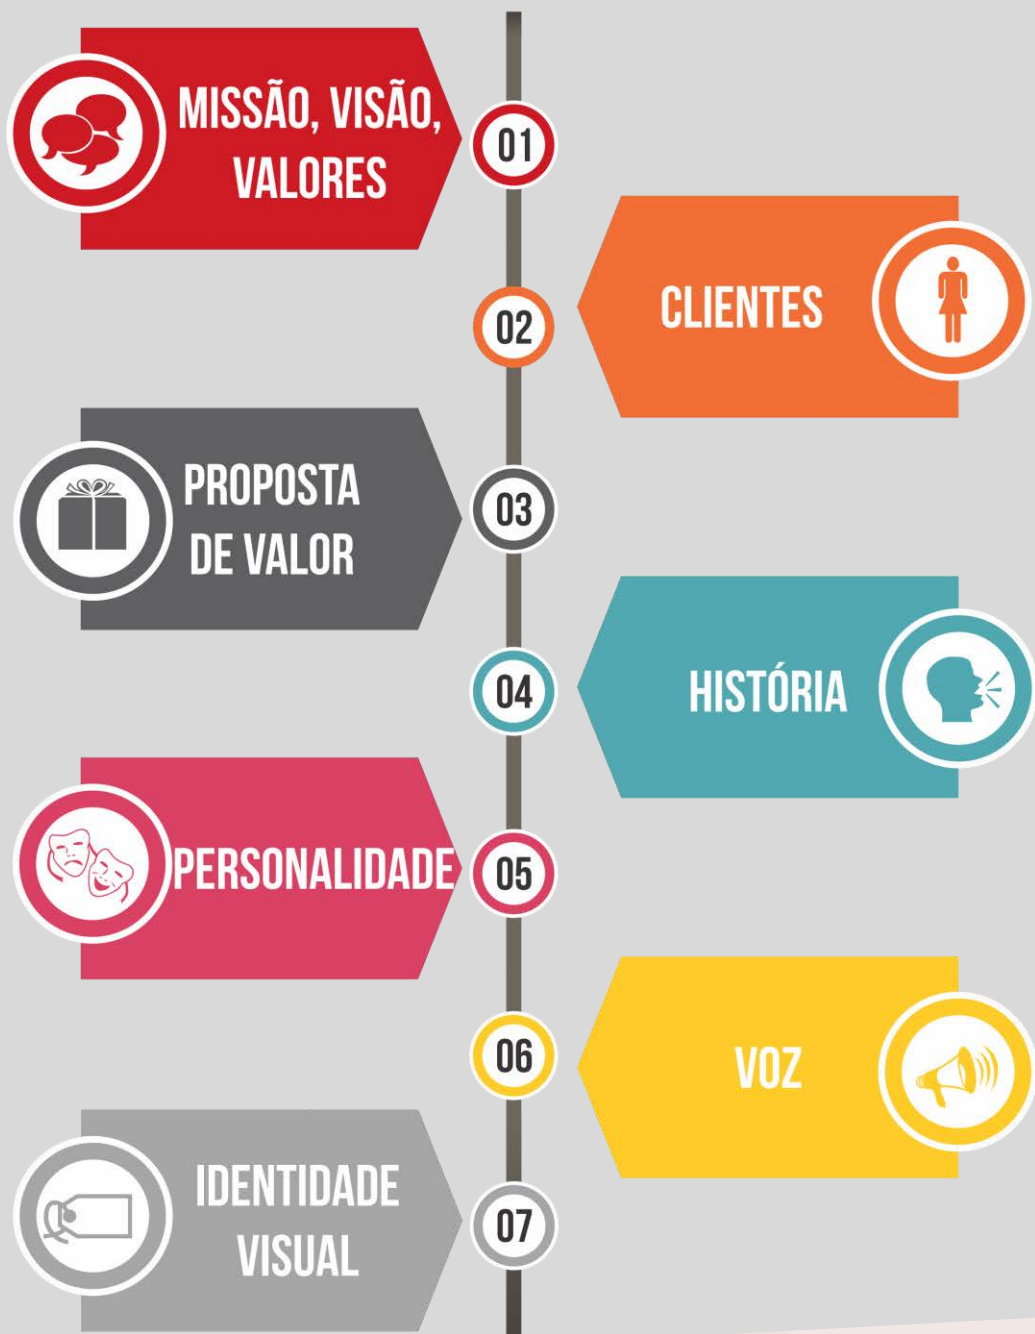 MISSÃO, VISÃO,
VALORES
01
CLIENTES
02
PROPOSTA
DE VALOR
03
HISTÓRIA
04
PERSONALIDADE
05
VOZ
06
IDENTIDADE
VISUAL
07